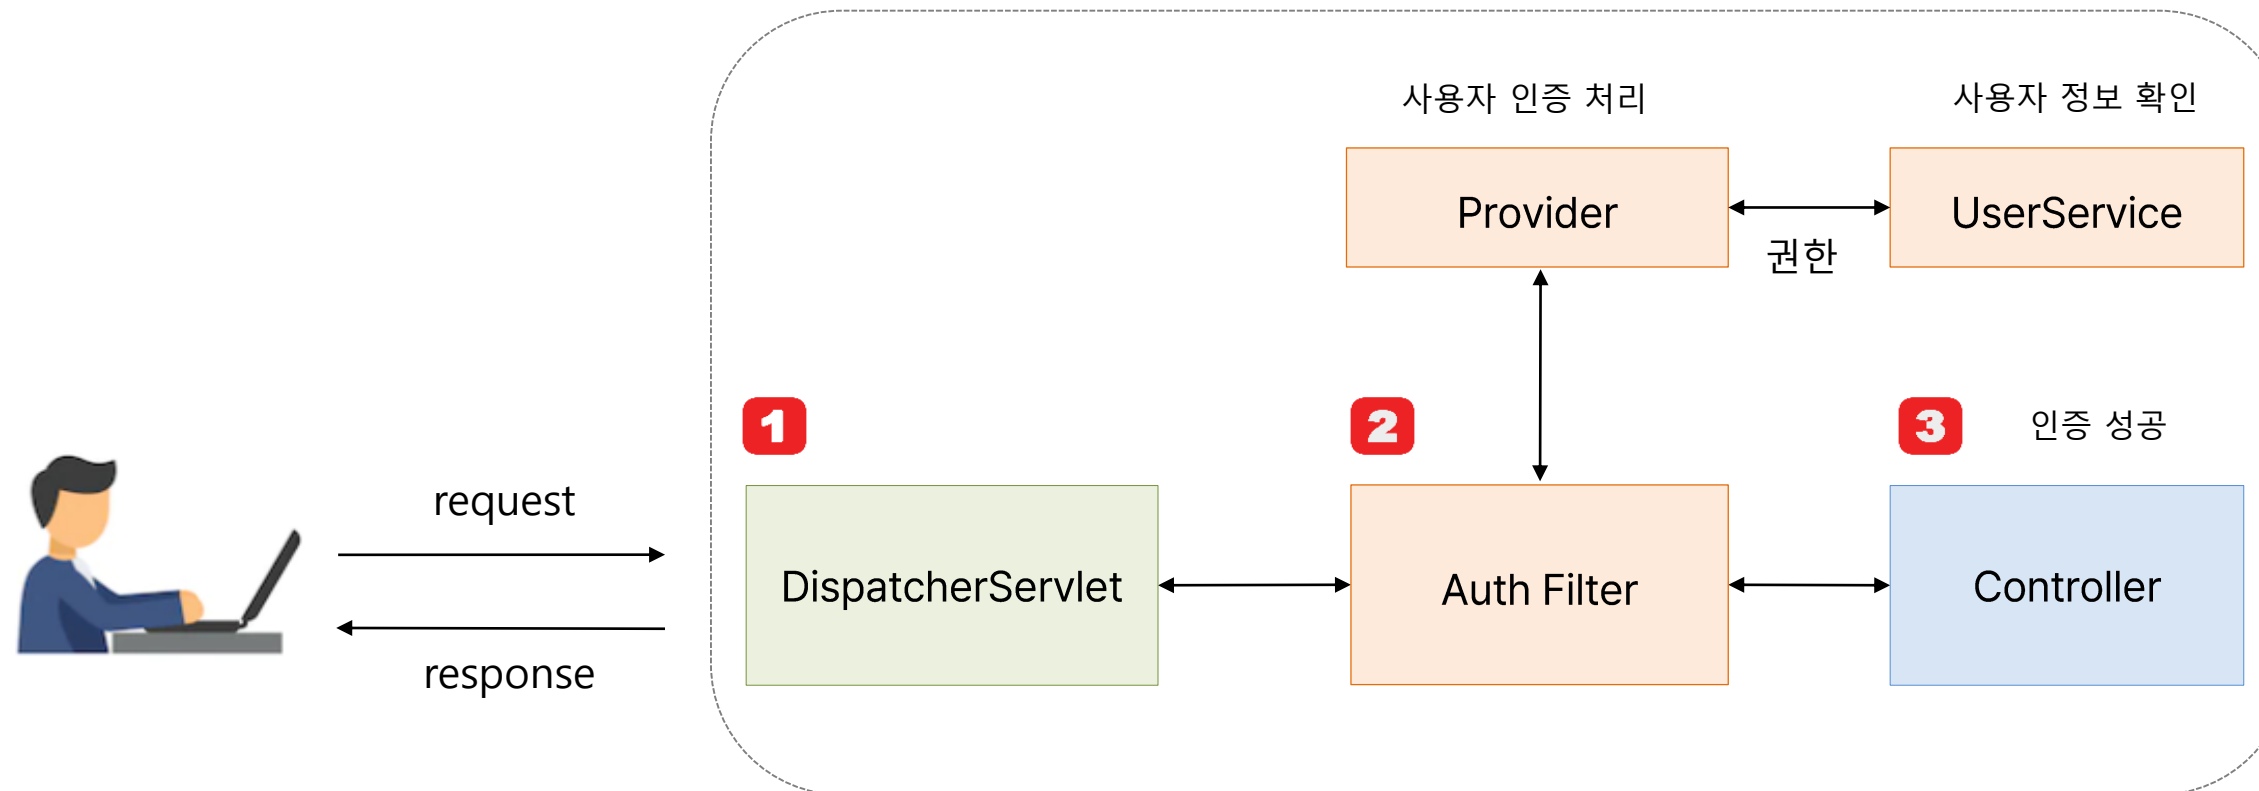 사용자 인증 처리
사용자 정보 확인
Provider
UserService
권한
1
2
3
인증 성공
request
response
DispatcherServlet
Auth Filter
Controller